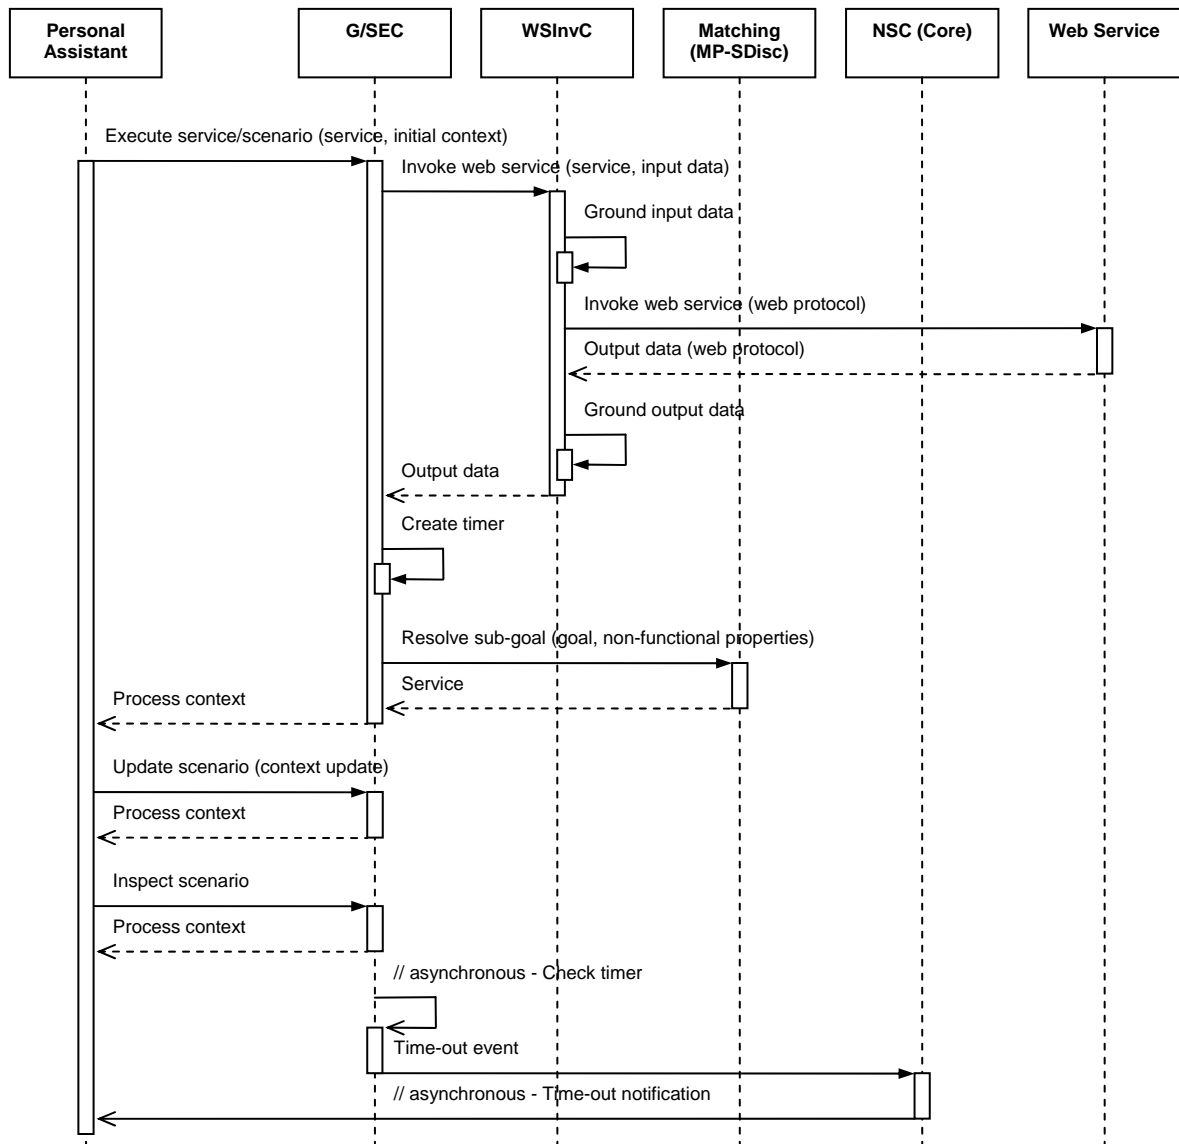 Personal
Assistant
G/SEC
WSInvC
Matching
(MP-SDisc)
NSC (Core)
Web Service
Execute service/scenario (service, initial context)
Invoke web service (service, input data)
Ground input data
Invoke web service (web protocol)
Output data (web protocol)
Ground output data
Output data
Create timer
Resolve sub-goal (goal, non-functional properties)
Service
Process context
Update scenario (context update)
Process context
Inspect scenario
Process context
// asynchronous - Check timer
Time-out event
// asynchronous - Time-out notification